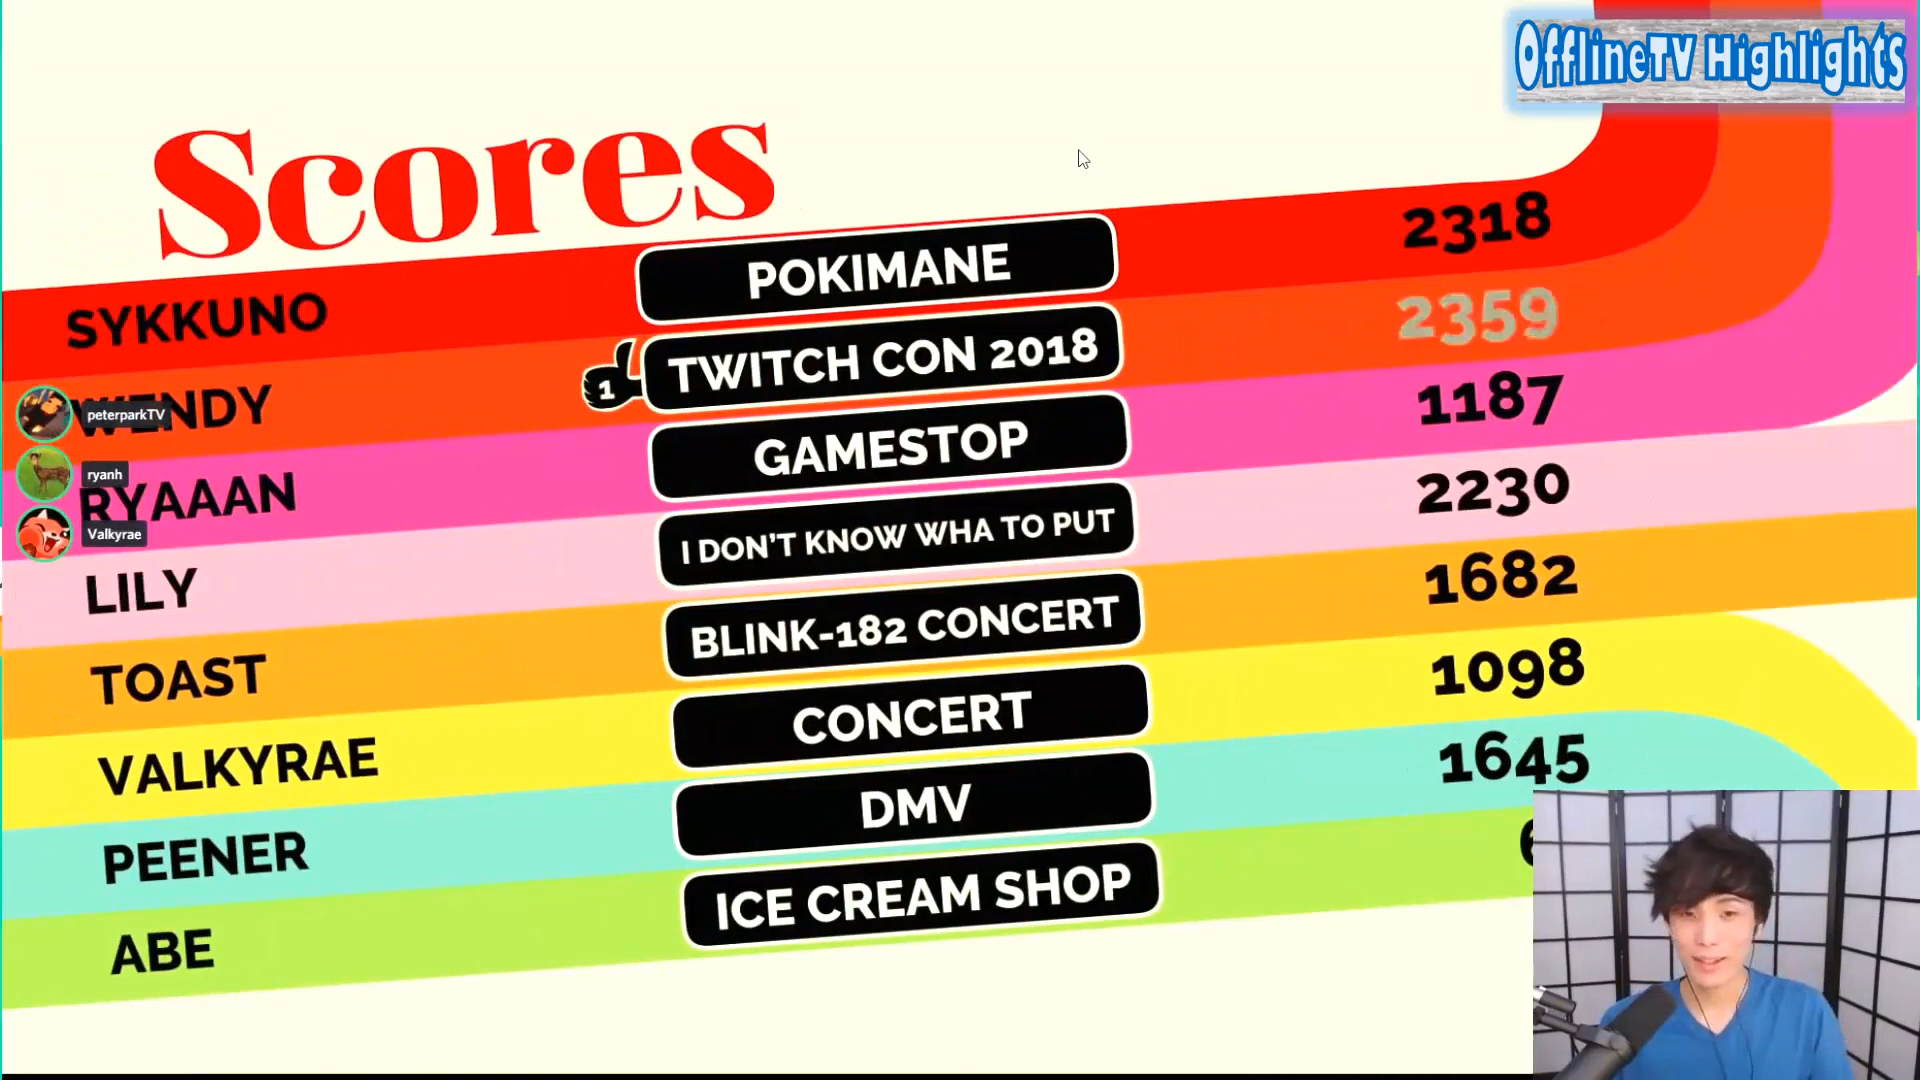 OfflineTV Highlights
Scores
SYKKUNO POKIMANE 2318
WENDY 1 TWITCH CON 2018 2359
peterparkTV
RYAAAN GAMESTOP 1187
ryanh
Valkyrae
LILY I DON'T KNOW WHA TO PUT 2230
TOAST BLINK-182 CONCERT 1682
VALKYRAE CONCERT 1098
PEENER DMV 1645
ABE ICE CREAM SHOP